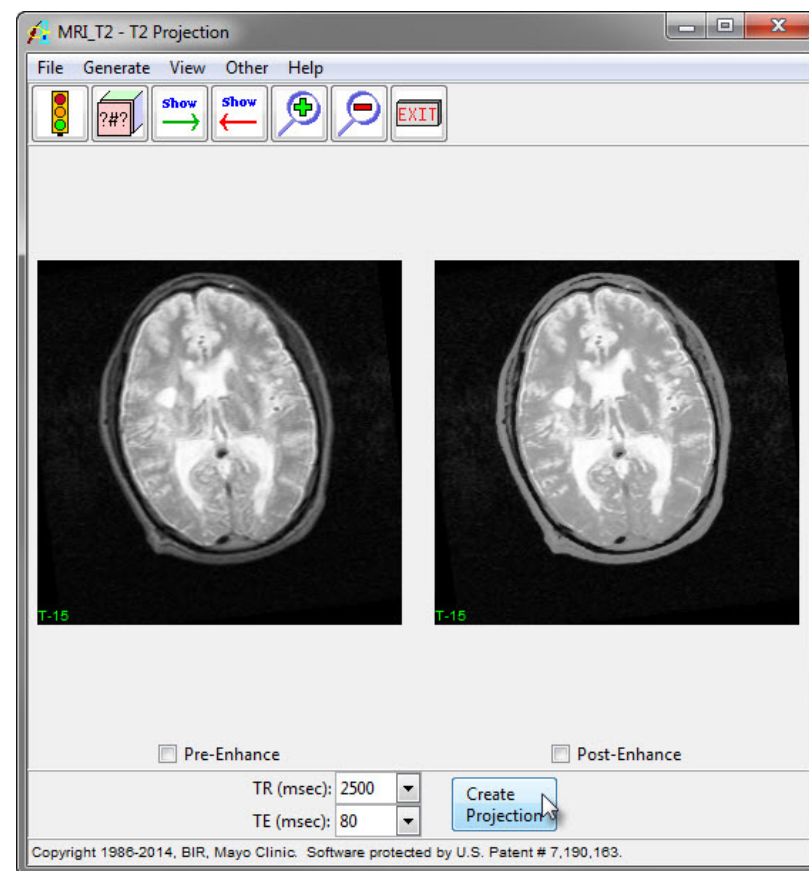 MRI_T2 - T2 Projection
File Generate View Other Help
?#? Show Show EXIT
T-15 T-15
Pre-Enhance Post-Enhance
TR (msec): 2500
TE (msec): 80
Create
Projection
Copyright 1986-2014, BIR, Mayo Clinic. Software protected by U.S. Patent # 7,190,163.